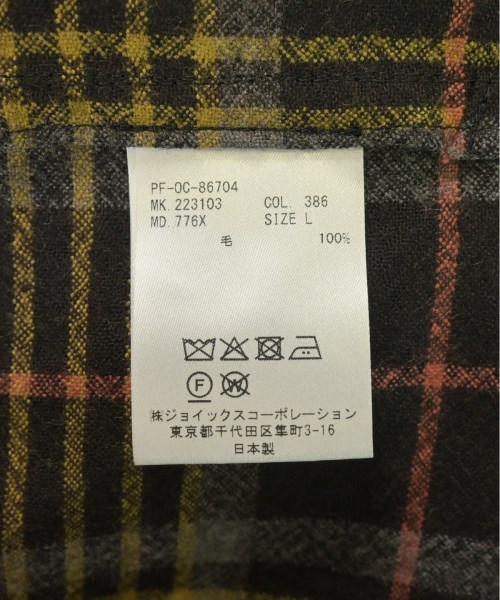 PF-OC-86704
MK. 223103 COL. 386
MD. 776X SIZE L
毛 100%
F W
㈱ジョイックスコーポレーション
東京都千代田区隼町3-16
日本製